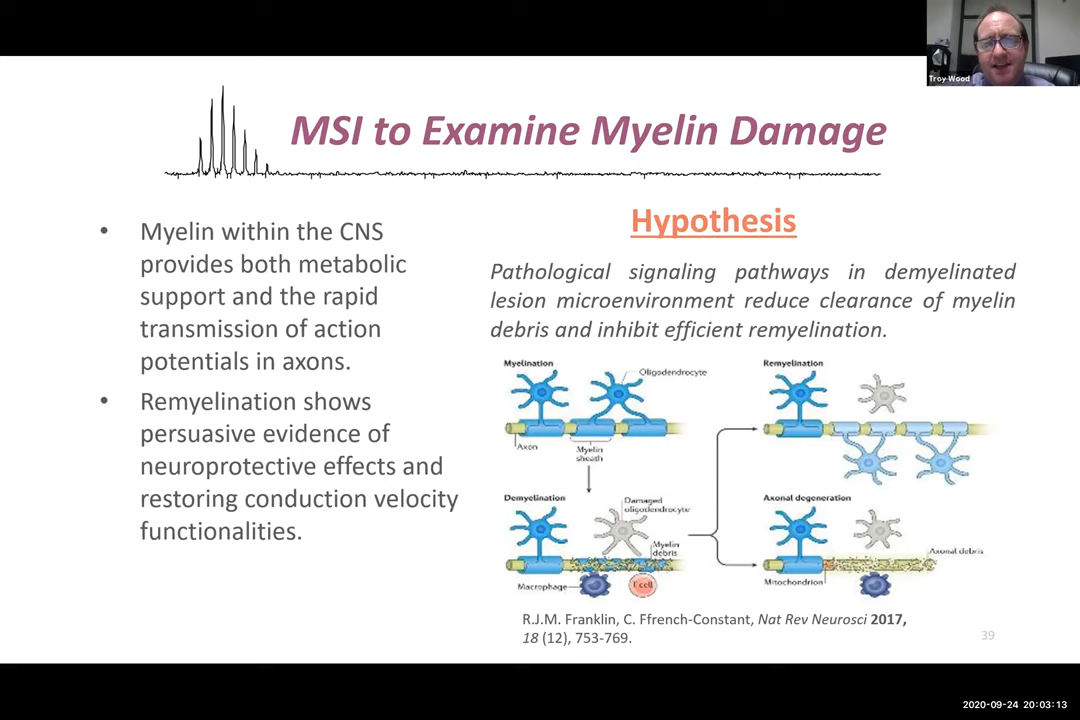 Troy Wood
MSI to Examine Myelin Damage
• Myelin within the CNS
provides both metabolic
support and the rapid
transmission of action
potentials in axons.
• Remyelination shows
persuasive evidence of
neuroprotective effects and
restoring conduction velocity
functionalities.
Hypothesis
Pathological signaling pathways in demyelinated
lesion microenvironment reduce clearance of myelin
debris and inhibit efficient remyelination.
Myelination
Oligodendrocyte
Axon
Myelin
sheath
Demyelination
Damaged
oligodendrocyte
Myelin
debris
Macrophage
T cell
Remyelination
Axonal degeneration
Axonal debris
Mitochondrion
R.J.M. Franklin, C. Ffrench-Constant, Nat Rev Neurosci 2017,
18 (12), 753-769.
39
2020-09-24 20:03:13